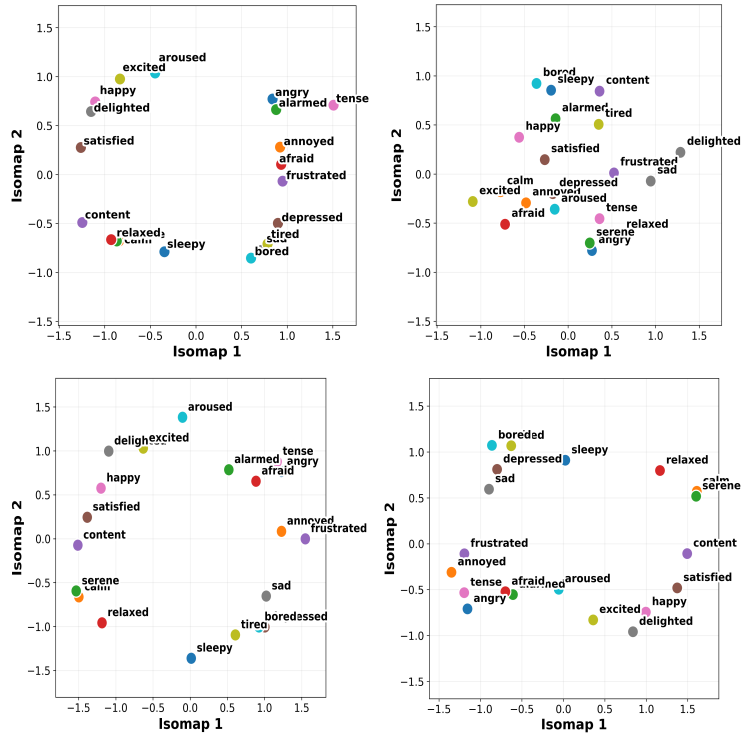 1.5
1.0
0.5
0.0
−0.5
−1.0
−1.5
Isomap 2
aroused
excited
happy
delighted
satisfied
content
relaxed
calm
sleepy
angry
alarmed
tense
annoyed
afraid
frustrated
depressed
tired
sad
bored
−1.5 −1.0 −0.5 0.0 0.5 1.0 1.5
Isomap 1
1.5
1.0
0.5
0.0
−0.5
−1.0
−1.5
Isomap 2
bored
sleepy
content
alarmed
tired
happy
satisfied
delighted
frustrated
sad
calm
depressed
excited
annoyed
aroused
afraid
tense
relaxed
serene
angry
−1.5 −1.0 −0.5 0.0 0.5 1.0 1.5
Isomap 1
1.5
1.0
0.5
0.0
−0.5
−1.0
−1.5
Isomap 2
aroused
delighted
excited
tense
alarmed
angry
afraid
happy
satisfied
annoyed
frustrated
content
serene
calm
sad
relaxed
bored
tired
sleepy
−1.5 −1.0 −0.5 0.0 0.5 1.0 1.5
Isomap 1
1.5
1.0
0.5
0.0
−0.5
−1.0
−1.5
Isomap 2
bored
sleepy
depressed
relaxed
sad
calm
serene
frustrated
content
annoyed
tense
afraid
aroused
satisfied
angry
excited
happy
delighted
−1.5 −1.0 −0.5 0.0 0.5 1.0 1.5
Isomap 1